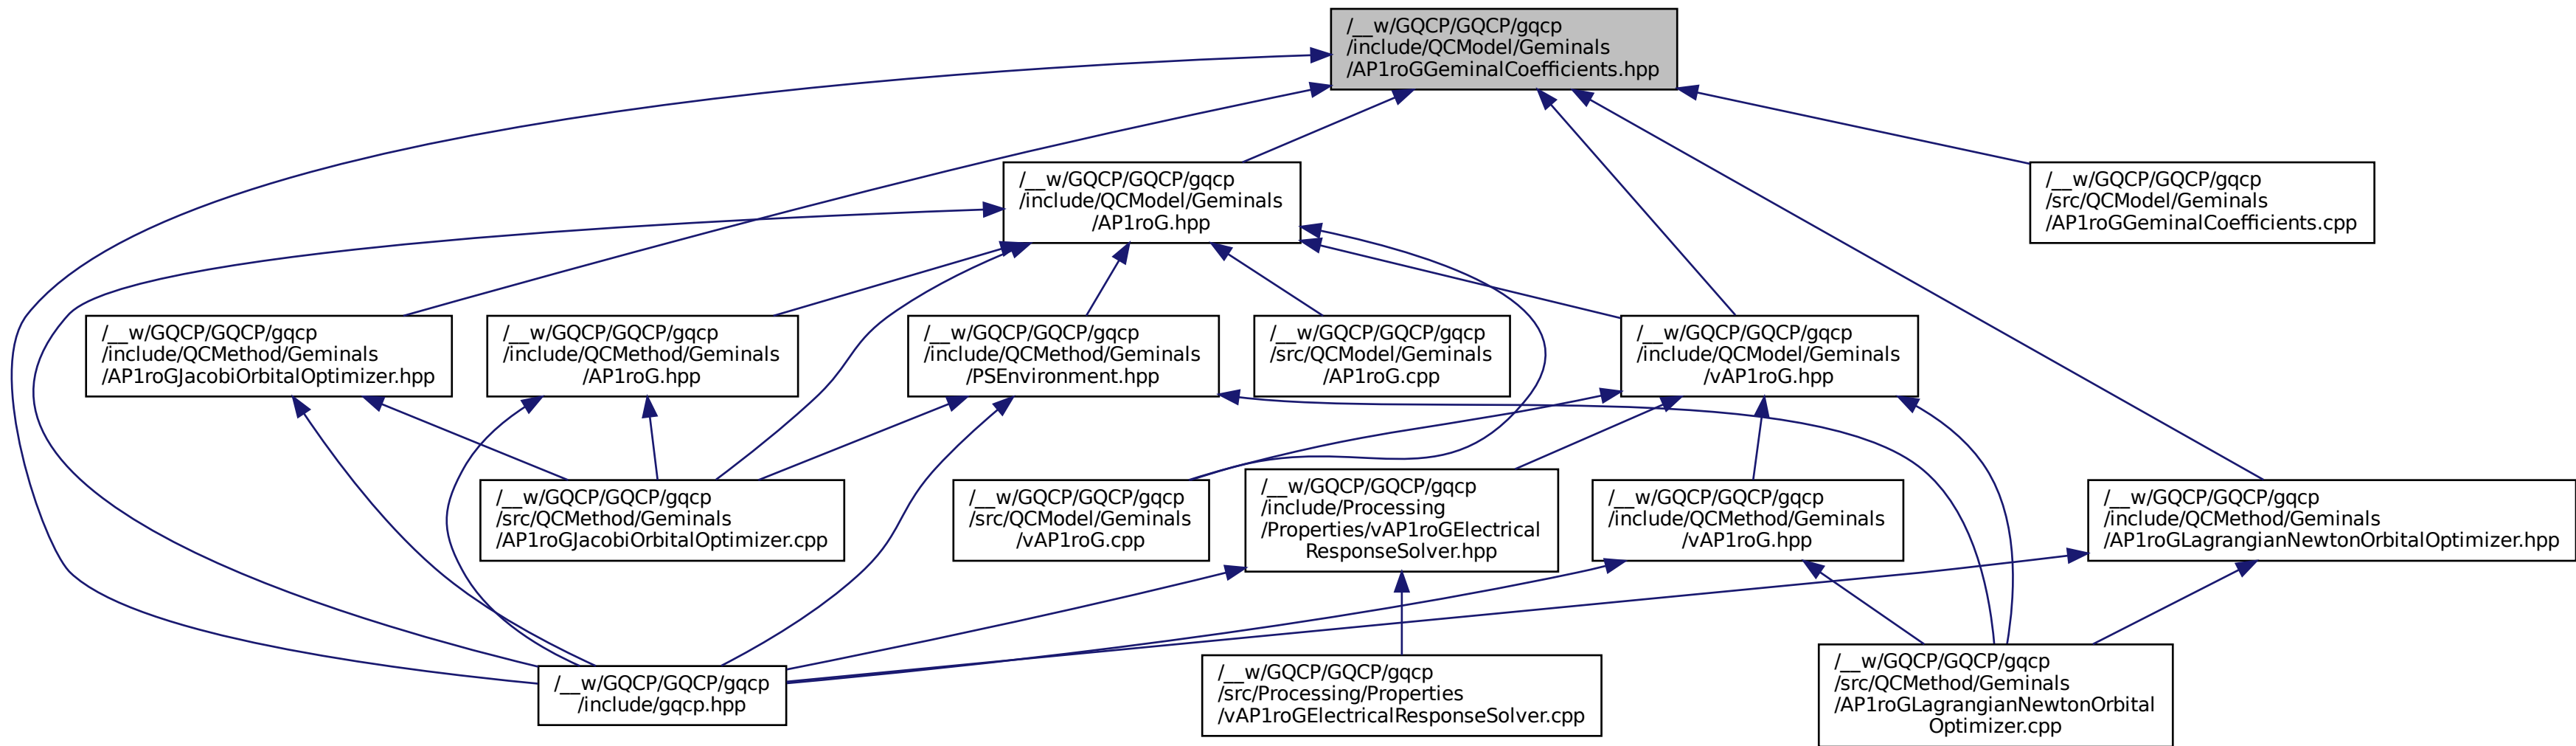 /__w/GQCP/GQCP/gqcp
/include/QCModel/Geminals
/AP1roGGeminalCoefficients.hpp
/__w/GQCP/GQCP/gqcp
/include/QCModel/Geminals
/AP1roG.hpp
/__w/GQCP/GQCP/gqcp
/src/QCModel/Geminals
/AP1roGGeminalCoefficients.cpp
/__w/GQCP/GQCP/gqcp
/include/QCMethod/Geminals
/AP1roGJacobiOrbitalOptimizer.hpp
/__w/GQCP/GQCP/gqcp
/include/QCMethod/Geminals
/AP1roG.hpp
/__w/GQCP/GQCP/gqcp
/include/QCMethod/Geminals
/PSEnvironment.hpp
/__w/GQCP/GQCP/gqcp
/src/QCModel/Geminals
/AP1roG.cpp
/__w/GQCP/GQCP/gqcp
/include/QCModel/Geminals
/vAP1roG.hpp
/__w/GQCP/GQCP/gqcp
/src/QCMethod/Geminals
/AP1roGJacobiOrbitalOptimizer.cpp
/__w/GQCP/GQCP/gqcp
/src/QCModel/Geminals
/vAP1roG.cpp
/__w/GQCP/GQCP/gqcp
/include/Processing
/Properties/vAP1roGElectrical
ResponseSolver.hpp
/__w/GQCP/GQCP/gqcp
/include/QCMethod/Geminals
/vAP1roG.hpp
/__w/GQCP/GQCP/gqcp
/include/QCMethod/Geminals
/AP1roGLagrangianNewtonOrbitalOptimizer.hpp
/__w/GQCP/GQCP/gqcp
/include/gqcp.hpp
/__w/GQCP/GQCP/gqcp
/src/Processing/Properties
/vAP1roGElectricalResponseSolver.cpp
/__w/GQCP/GQCP/gqcp
/src/QCMethod/Geminals
/AP1roGLagrangianNewtonOrbital
Optimizer.cpp